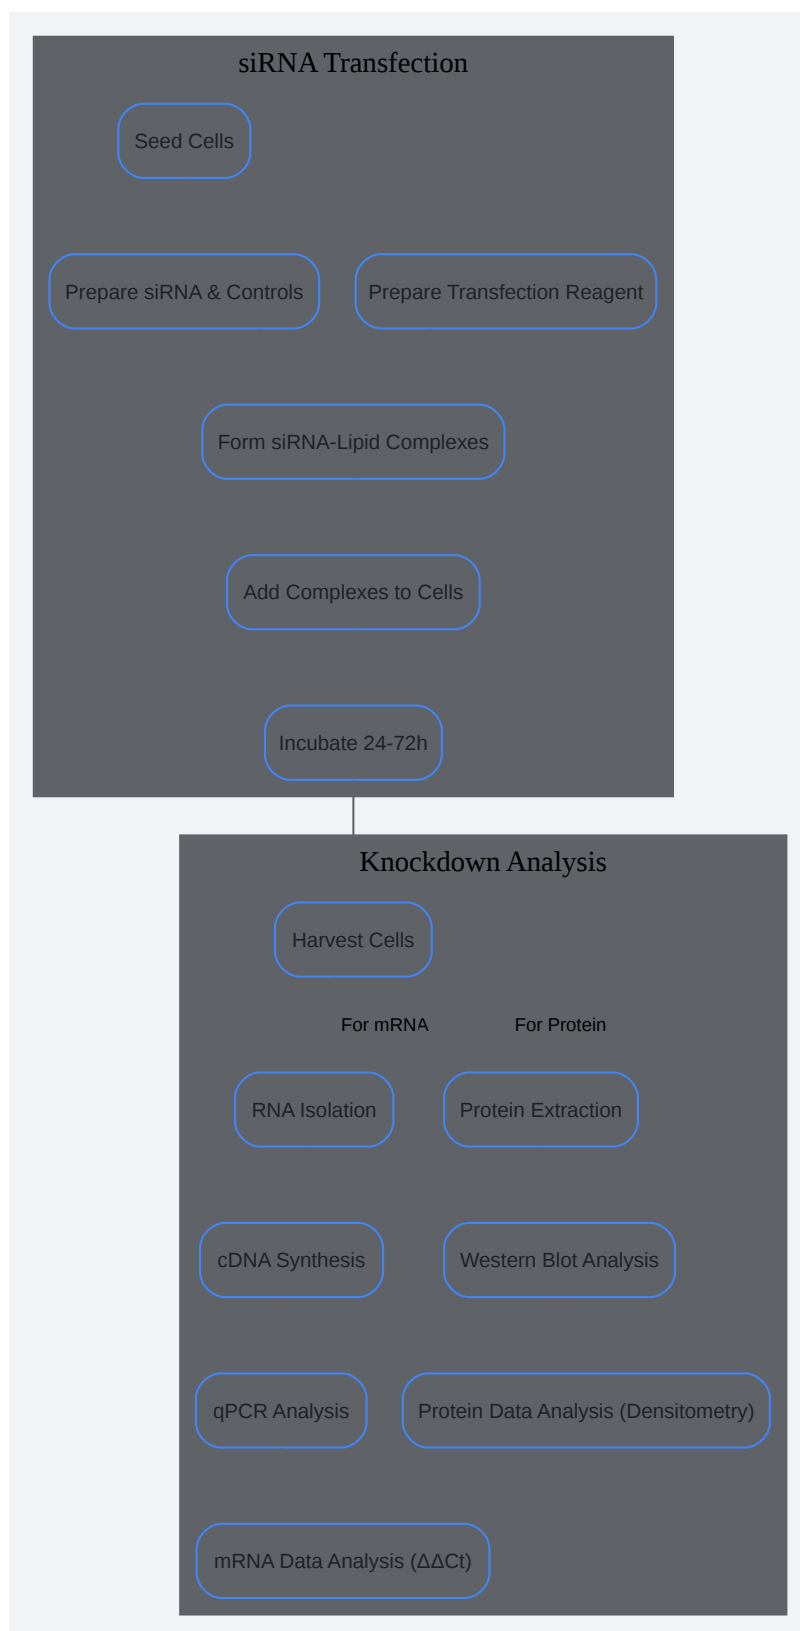 siRNA Transfection
Seed Cells
Prepare siRNA & Controls
Prepare Transfection Reagent
Form siRNA-Lipid Complexes
Add Complexes to Cells
Incubate 24-72h
Knockdown Analysis
Harvest Cells
For mRNA
For Protein
RNA Isolation
Protein Extraction
cDNA Synthesis
Western Blot Analysis
qPCR Analysis
Protein Data Analysis (Densitometry)
mRNA Data Analysis (ΔΔCt)